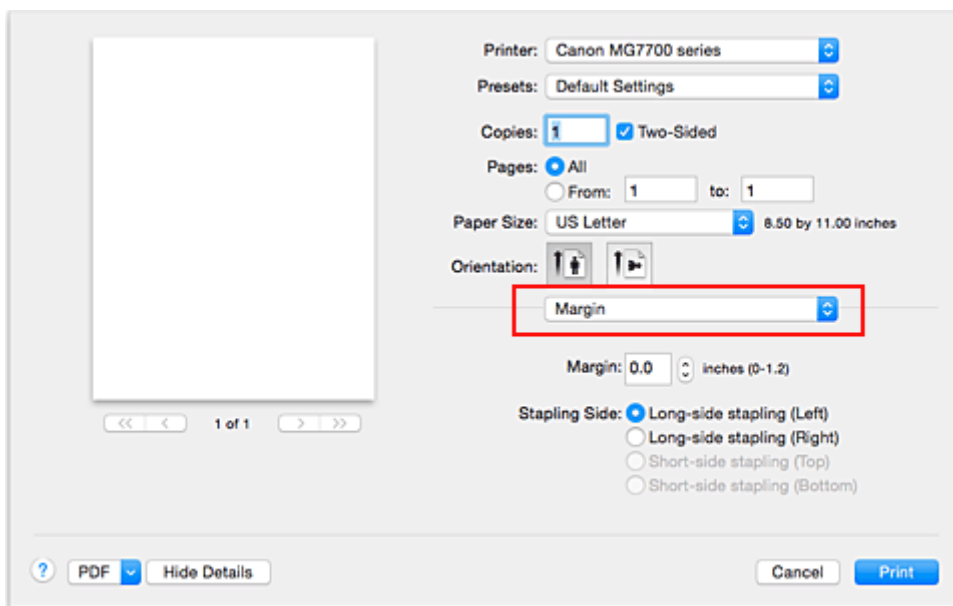 Printer: Canon MG7700 series
Presets: Default Settings
Copies: 1 Two-Sided
Pages: All
From: 1 to: 1
Paper Size: US Letter 8.50 by 11.00 inches
Orientation:
Margin
Margin: 0.0 inches (0-1.2)
Stapling Side: Long-side stapling (Left)
Long-side stapling (Right)
Short-side stapling (Top)
Short-side stapling (Bottom)
1 of 1
? PDF Hide Details Cancel Print